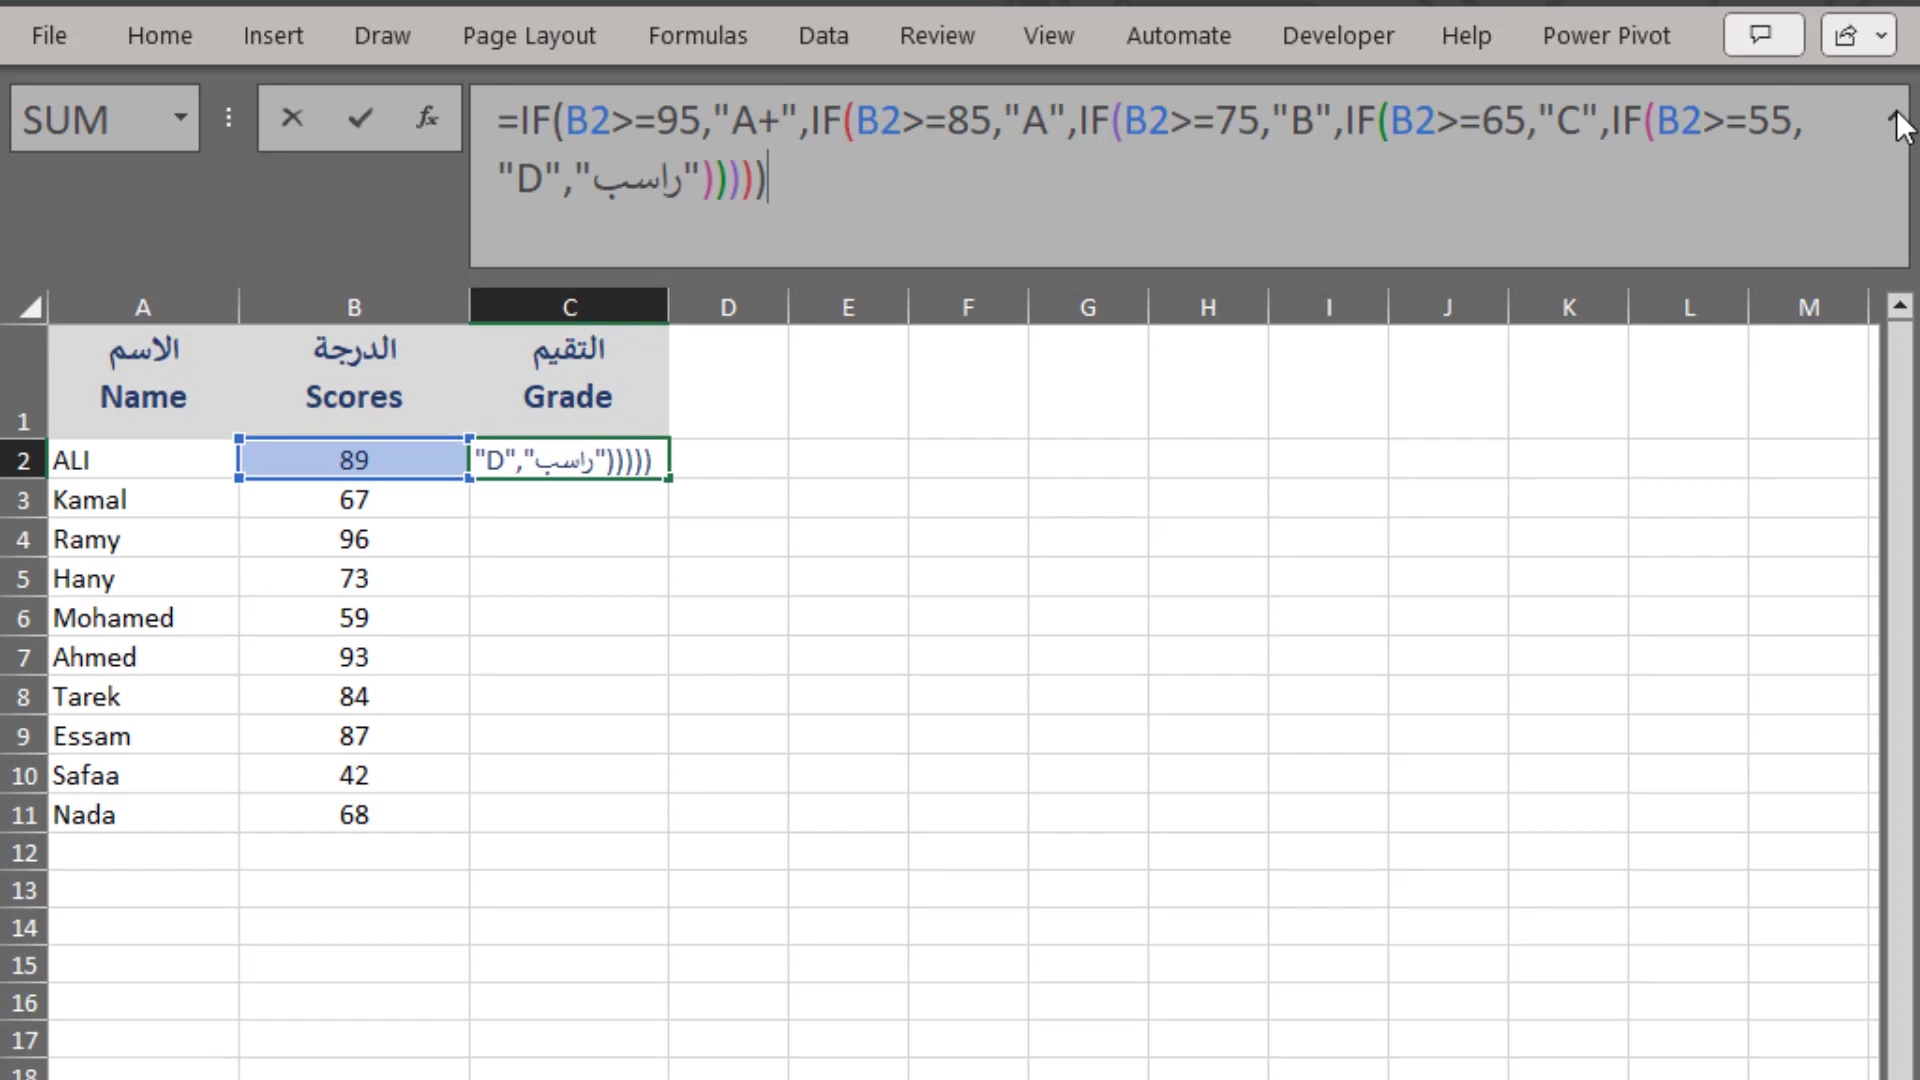 File Home Insert Draw Page Layout Formulas Data Review View Automate Developer Help Power Pivot
SUM fx =IF(B2>=95,"A+",IF(B2>=85,"A",IF(B2>=75,"B",IF(B2>=65,"C",IF(B2>=55,
"D","راسب")))))
A B C D E F G H I J K L M
الاسم الدرجة التقيم
Name Scores Grade
1
2 ALI 89 "D","راسب")))))
3 Kamal 67
4 Ramy 96
5 Hany 73
6 Mohamed 59
7 Ahmed 93
8 Tarek 84
9 Essam 87
10 Safaa 42
11 Nada 68
12
13
14
15
16
17
18